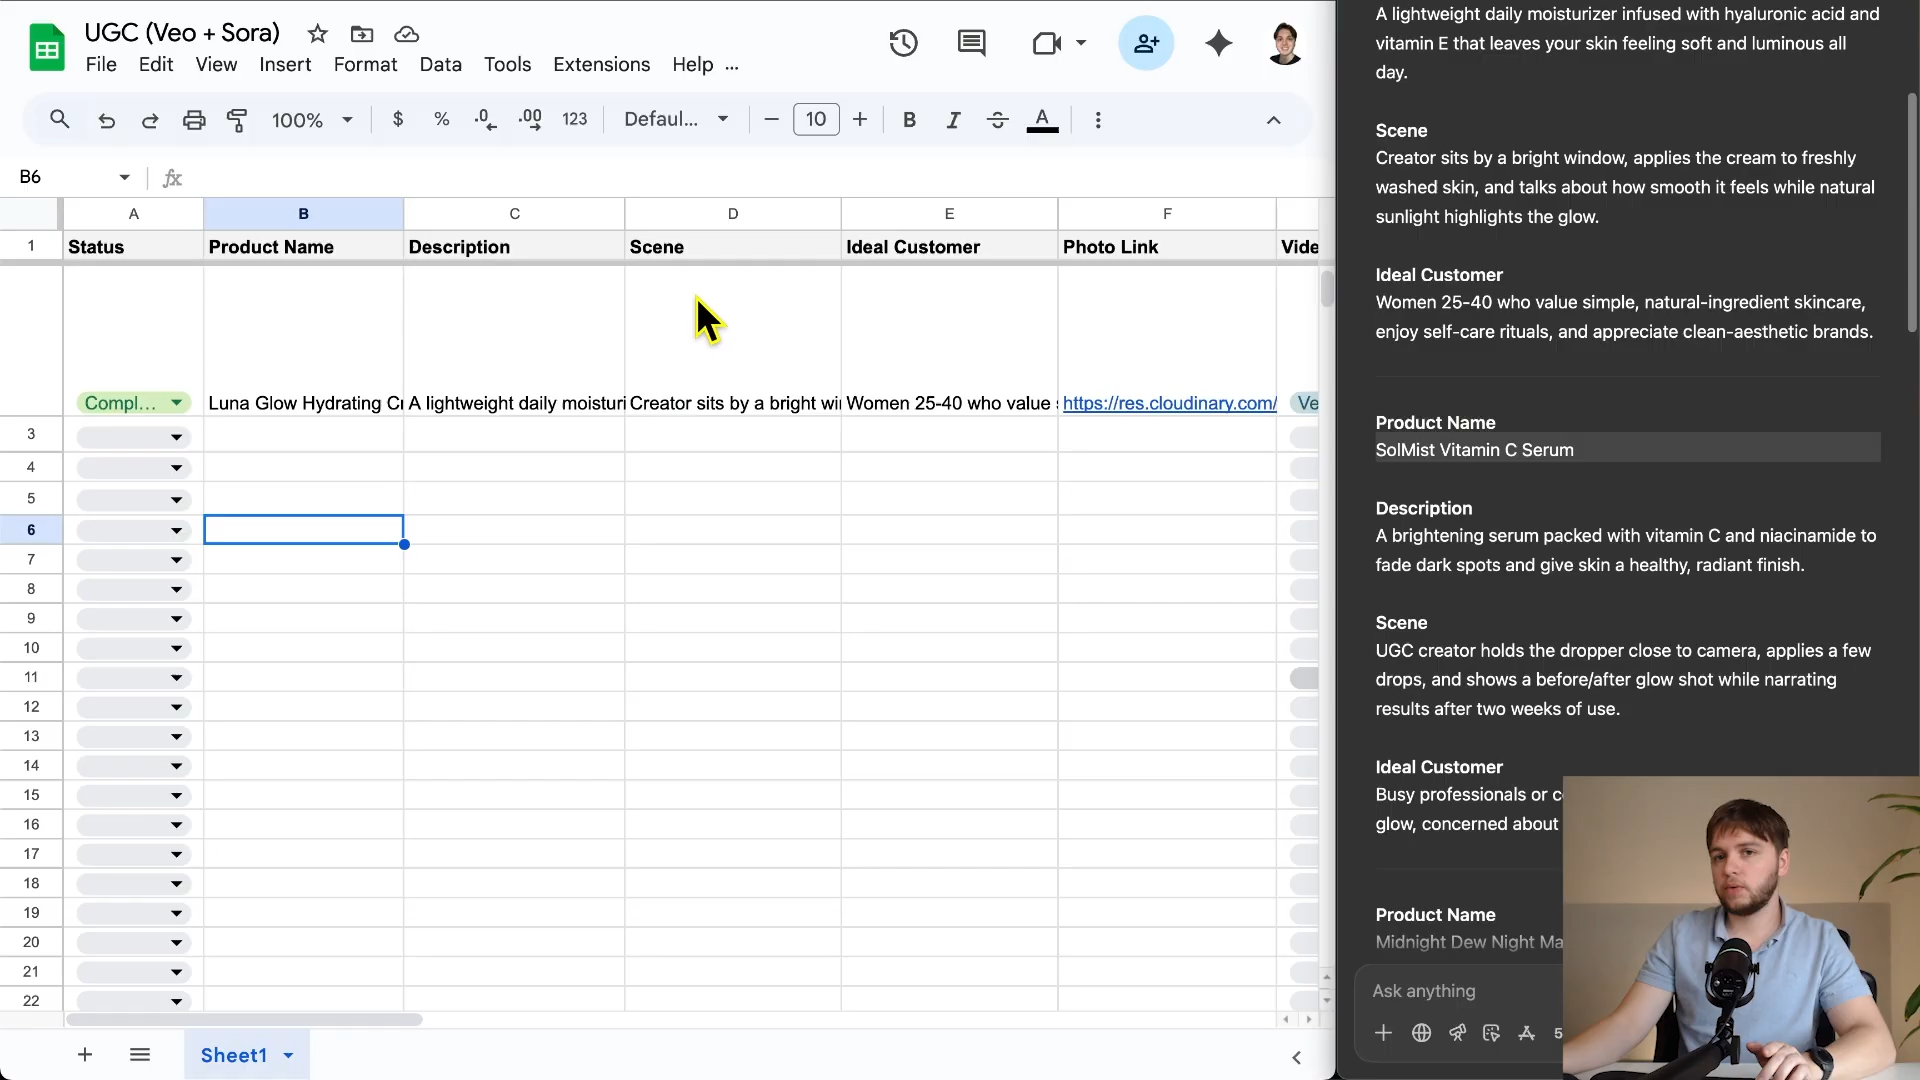 UGC (Veo + Sora)
File Edit View Insert Format Data Tools Extensions Help ...
100% $ % .0 .00 123 Defaul... 10 B I S A
B6 fx
A B C D E F
1 Status Product Name Description Scene Ideal Customer Photo Link Vide
Compl... Luna Glow Hydrating Cr A lightweight daily moisturi Creator sits by a bright wi Women 25-40 who value https://res.cloudinary.com/ Ve
3
4
5
6
7
8
9
10
11
12
13
14
15
16
17
18
19
20
21
22
Sheet1
A lightweight daily moisturizer infused with hyaluronic acid and
vitamin E that leaves your skin feeling soft and luminous all
day.
Scene
Creator sits by a bright window, applies the cream to freshly
washed skin, and talks about how smooth it feels while natural
sunlight highlights the glow.
Ideal Customer
Women 25-40 who value simple, natural-ingredient skincare,
enjoy self-care rituals, and appreciate clean-aesthetic brands.
Product Name
SolMist Vitamin C Serum
Description
A brightening serum packed with vitamin C and niacinamide to
fade dark spots and give skin a healthy, radiant finish.
Scene
UGC creator holds the dropper close to camera, applies a few
drops, and shows a before/after glow shot while narrating
results after two weeks of use.
Ideal Customer
Busy professionals or c
glow, concerned about
Product Name
Midnight Dew Night Ma
Ask anything
5